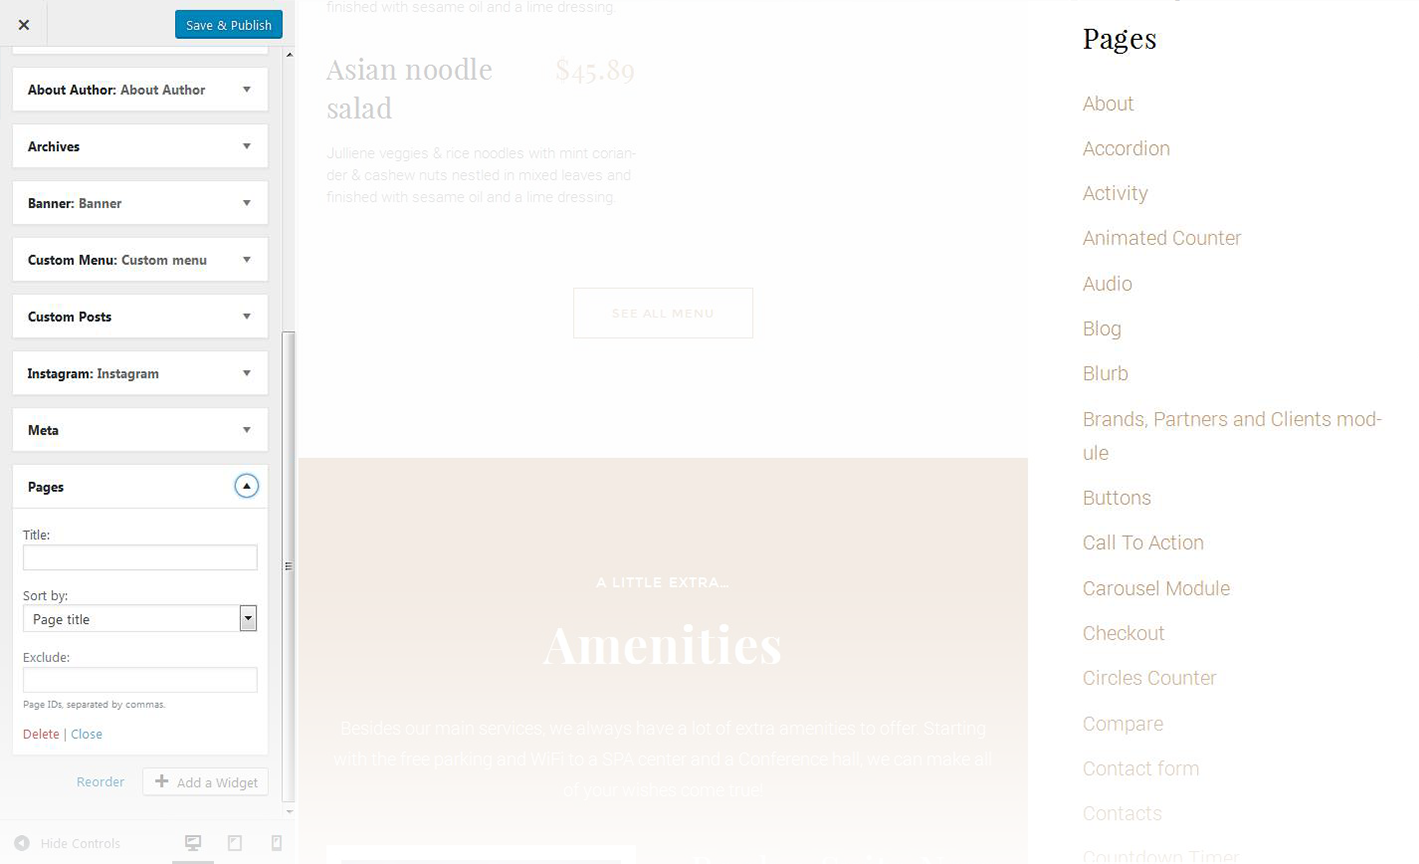 Save & Publish
About Author: About Author
Archives
Banner: Banner
Custom Menu: Custom menu
Custom Posts
Instagram: Instagram
Meta
Pages
Title:
Sort by:
Page title
Exclude:
Page IDs, separated by commas.
Delete | Close
Reorder
Add a Widget
Hide Controls
finished with sesame oil and a lime dressing.
Asian noodle
salad
$45.89
Julliene veggies & rice noodles with mint corian-
der & cashew nuts nestled in mixed leaves and
finished with sesame oil and a lime dressing.
SEE ALL MENU
A LITTLE EXTRA…
Amenities
Besides our main services, we always have a lot of extra amenities to offer. Starting
with the free parking and WiFi to a SPA center and a Conference hall, we can make all
of your wishes come true!
Pages
About
Accordion
Activity
Animated Counter
Audio
Blog
Blurb
Brands, Partners and Clients mod-
ule
Buttons
Call To Action
Carousel Module
Checkout
Circles Counter
Compare
Contact form
Contacts
Countdown Timer